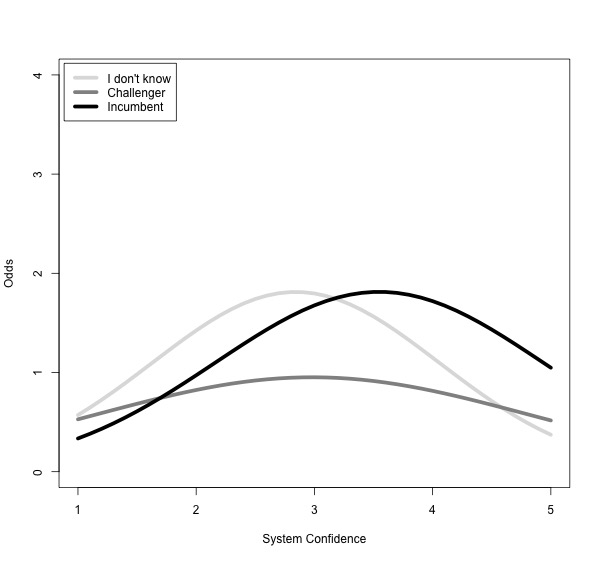 I don't know
Challenger
Incumbent
4
3
2
1
0
Odds
1 2 3 4 5
System Confidence